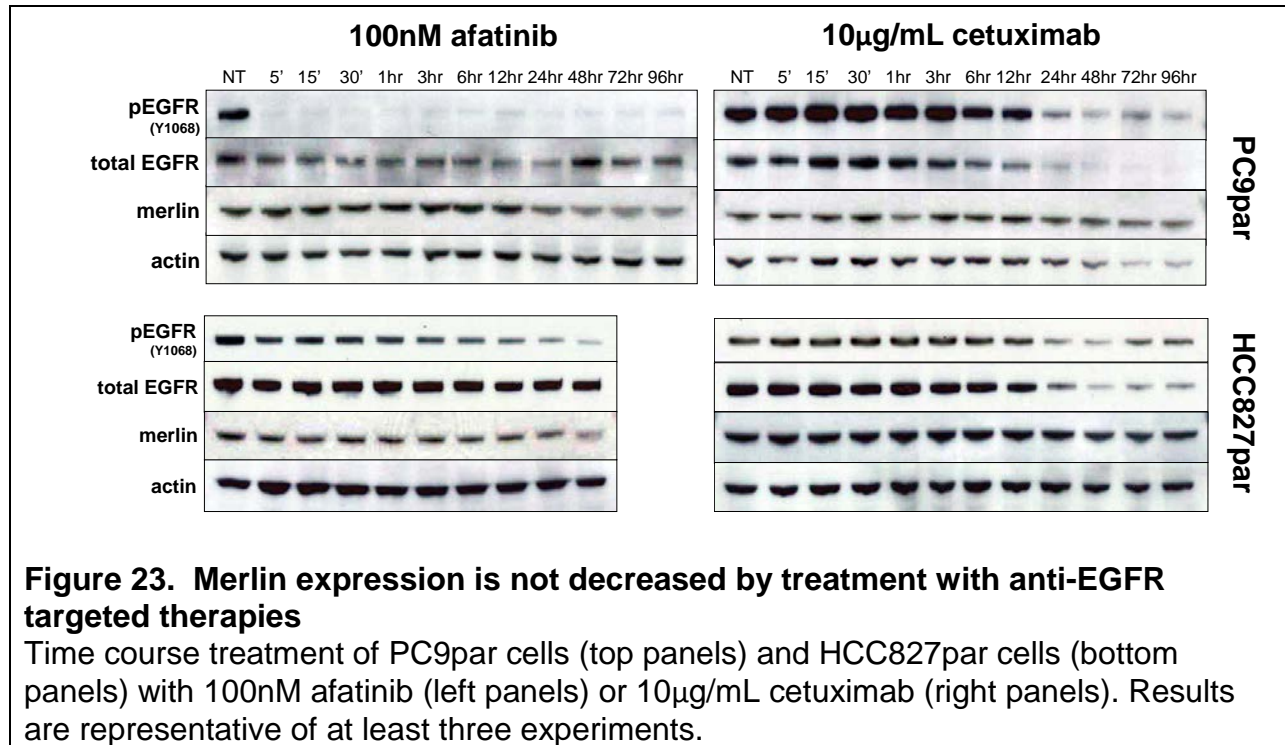 100nM afatinib
10µg/mL cetuximab
NT 5’ 15’ 30’ 1hr 3hr 6hr 12hr 24hr 48hr 72hr 96hr
NT 5’ 15’ 30’ 1hr 3hr 6hr 12hr 24hr 48hr 72hr 96hr
pEGFR
(Y1068)
total EGFR
merlin
actin
PC9par
pEGFR
(Y1068)
total EGFR
merlin
actin
HCC827par
Figure 23. Merlin expression is not decreased by treatment with anti-EGFR
targeted therapies
Time course treatment of PC9par cells (top panels) and HCC827par cells (bottom
panels) with 100nM afatinib (left panels) or 10µg/mL cetuximab (right panels). Results
are representative of at least three experiments.